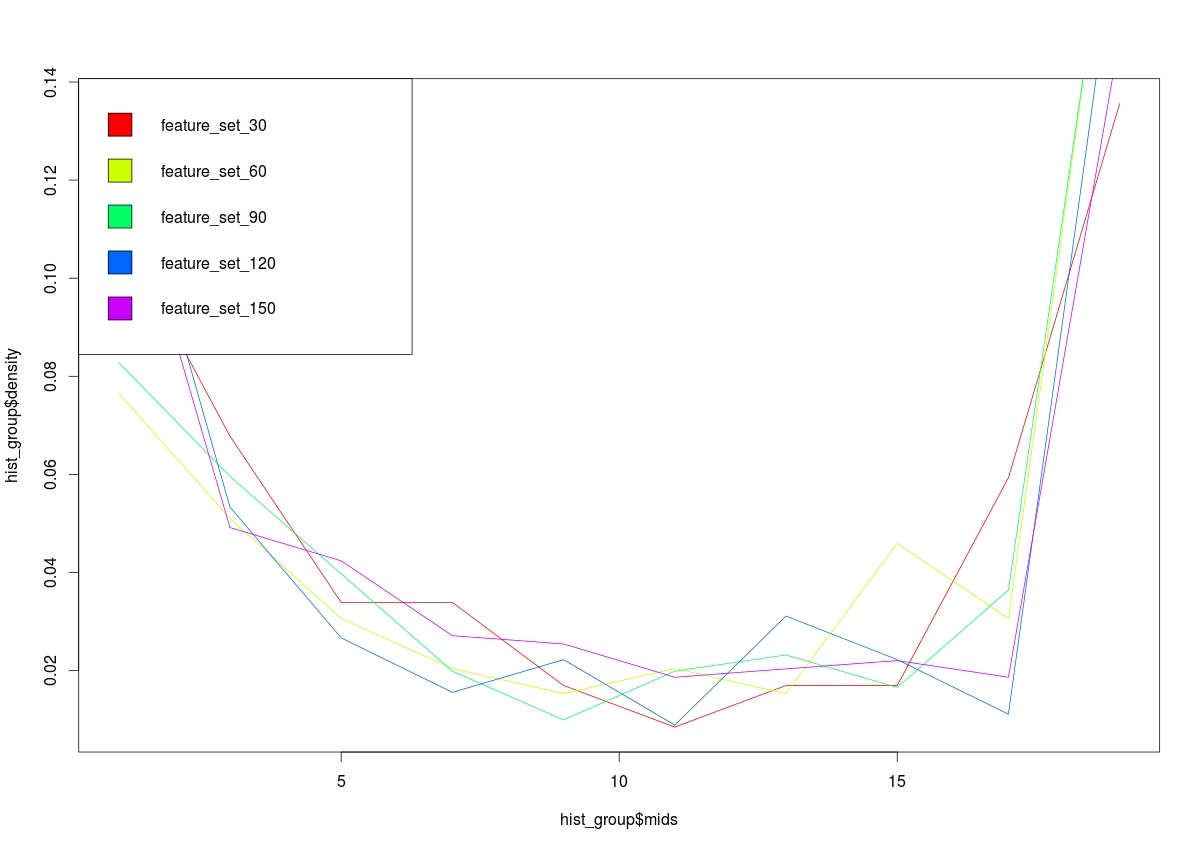 feature_set_30
feature_set_60
feature_set_90
feature_set_120
feature_set_150
hist_group$density
0.14
0.12
0.10
0.08
0.06
0.04
0.02
5 10 15
hist_group$mids